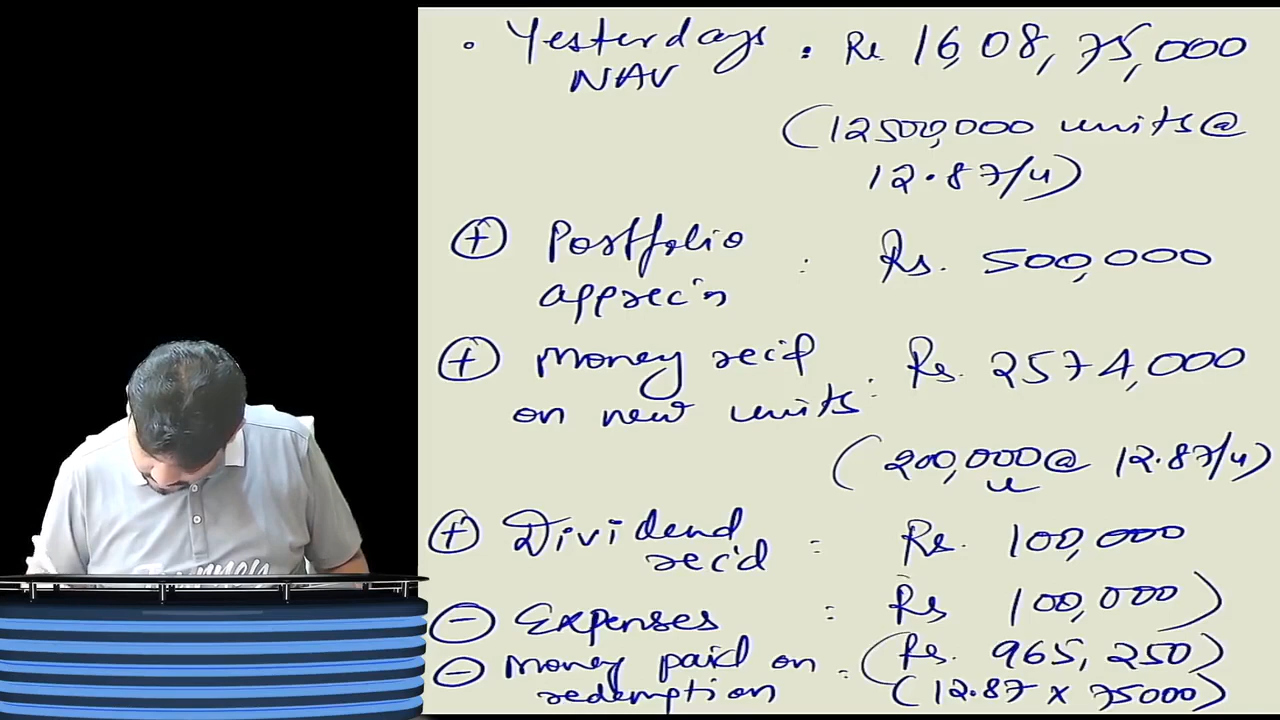 • Yesterdays : Rs. 16,08,75,000
NAV
(12500,000 units@
12.87/u)
(+) Portfolio : Rs. 500,000
apprec'n
(+) Money rec'd : Rs. 2574,000
on new units
(200,000@ 12.87/u)
u
(+) Dividend : Rs. 100,000
rec'd
(-) Expenses : Rs 100,000)
(-) Money paid on : (Rs. 965,250)
redemption (12.87 x 75000)